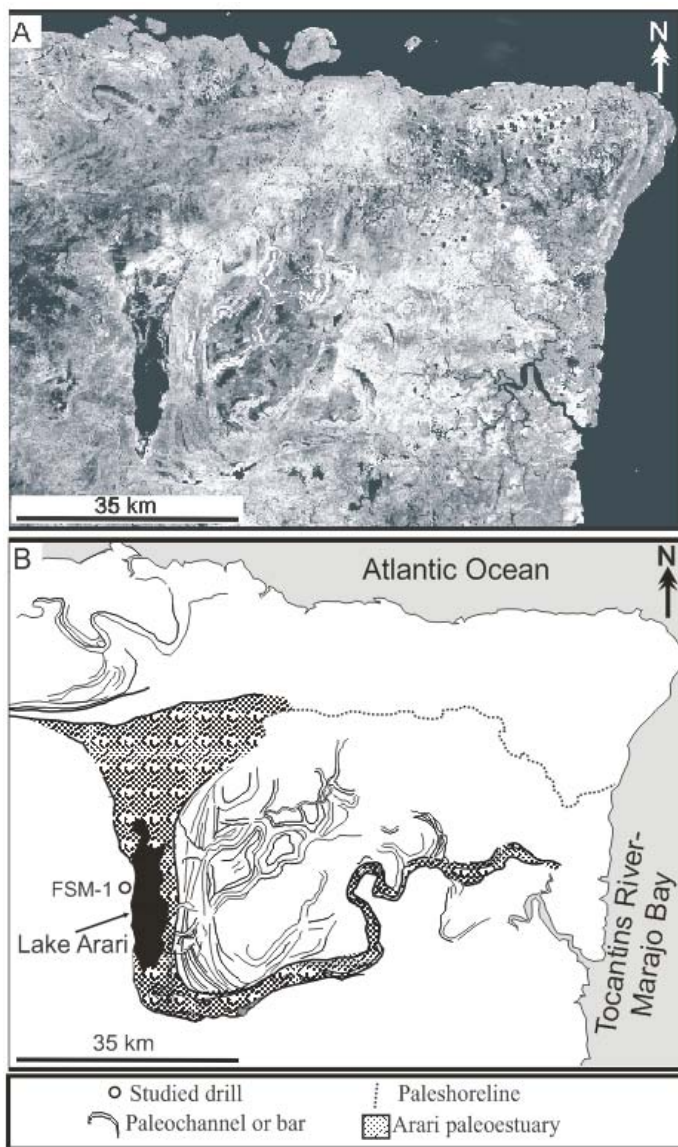 A
N
35 km
B
N
Atlantic Ocean
FSM-1
Lake Arari
Tocantins River-
Marajo Bay
35 km
Studied drill
Paleshoreline
Paleochannel or bar
Arari paleoestuary